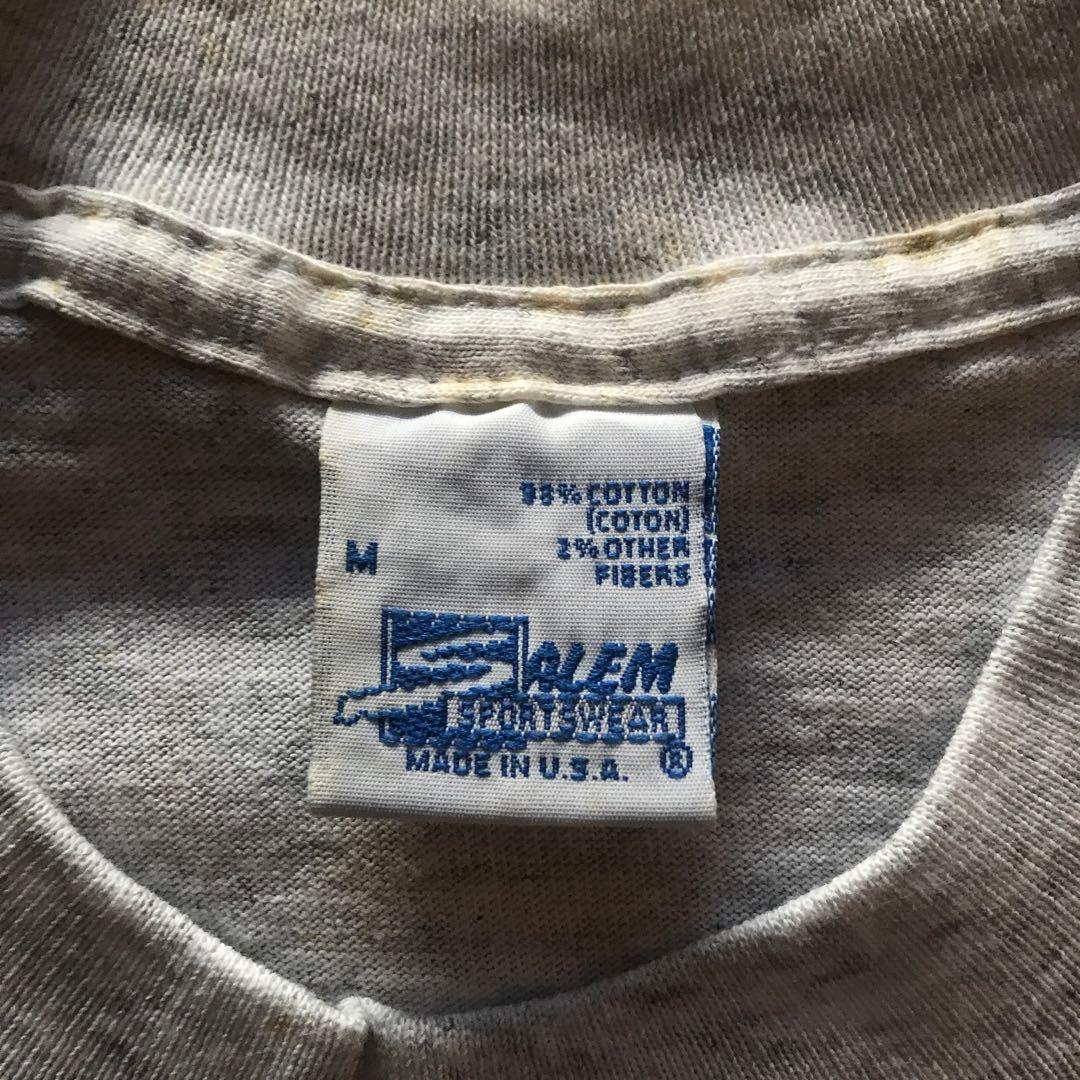 98% COTTON
(COTON)
2% OTHER
FIBERS
M
SALEM
SPORTSWEAR
MADE IN U.S.A. ®